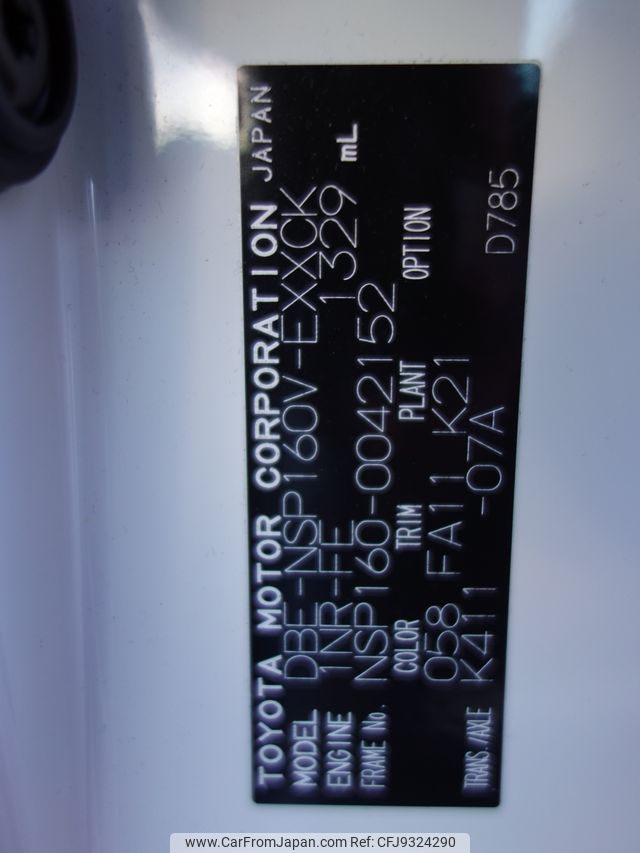 TOYOTA MOTOR CORPORATION JAPAN
MODEL DBE-NSP160V-EXXCK
ENGINE 1NR-FE 1329 mL
FRAME No. NSP160-0042152
COLOR TRIM PLANT OPTION
058 FA11 K21
TRANS./AXLE K411 -07A D785
www.CarFromJapan.com Ref: CFJ9324290